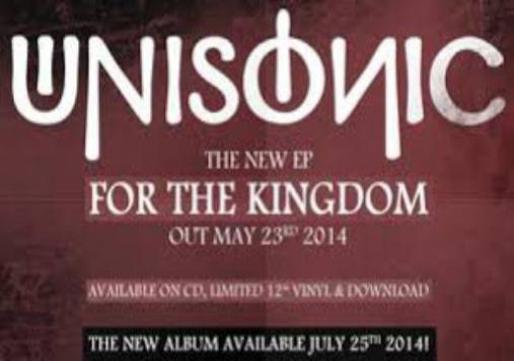 UNISONIC
THE NEW EP
FOR THE KINGDOM
OUT MAY 23RD 2014
AVAILABLE ON CD, LIMITED 12" VINYL & DOWNLOAD
THE NEW ALBUM AVAILABLE JULY 25TH 2014!